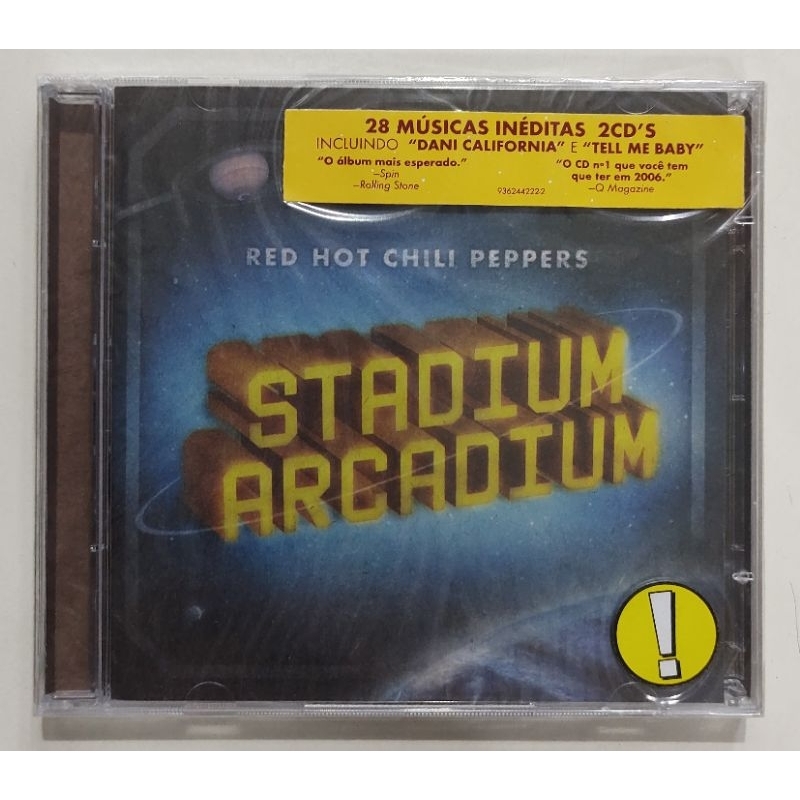 28 MÚSICAS INÉDITAS 2CD'S
INCLUINDO "DANI CALIFORNIA" E "TELL ME BABY"
"O álbum mais esperado."
—Spin
—Rolling Stone
9362442222
"O CD nº1 que você tem
que ter em 2006."
—Q Magazine
RED HOT CHILI PEPPERS
STADIUM
ARCADIUM
!